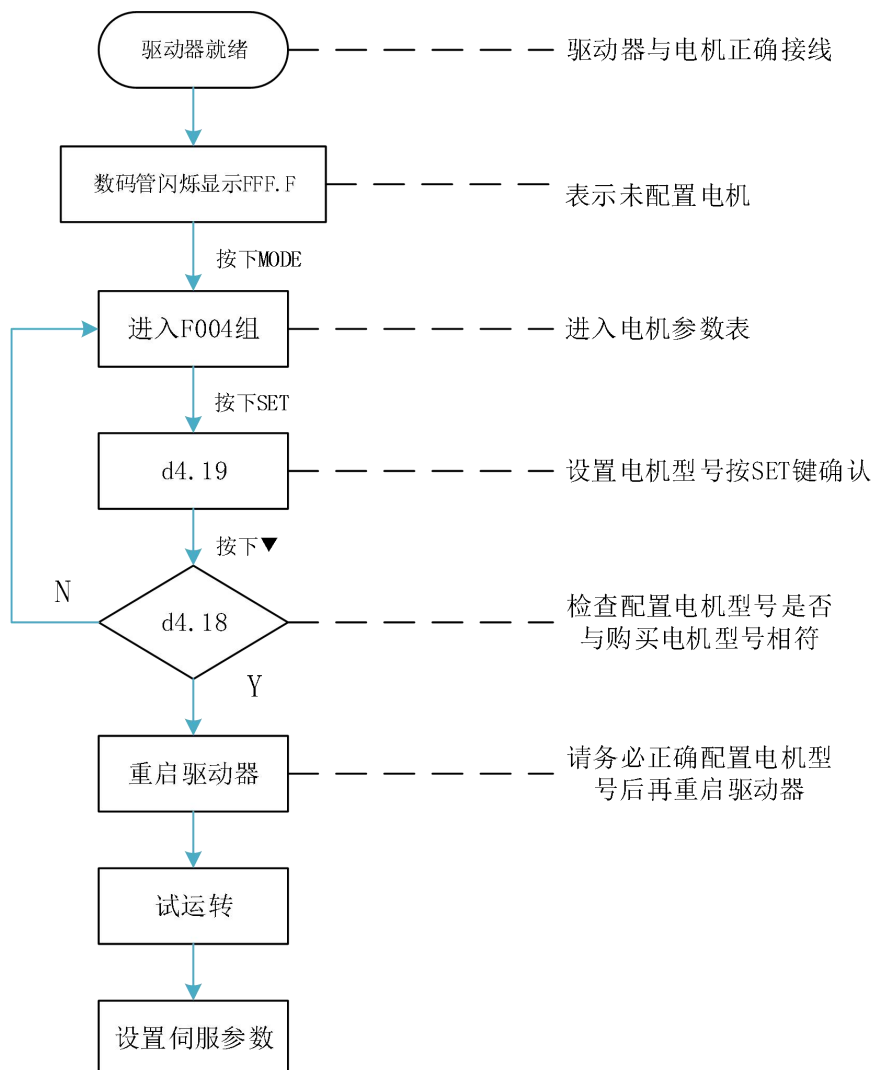 驱动器就绪
驱动器与电机正确接线
数码管闪烁显示FFF.F
表示未配置电机
按下MODE
进入F004组
进入电机参数表
按下SET
d4.19
设置电机型号按SET键确认
按下▼
N
d4.18
检查配置电机型号是否
与购买电机型号相符
Y
重启驱动器
请务必正确配置电机型
号后再重启驱动器
试运转
设置伺服参数